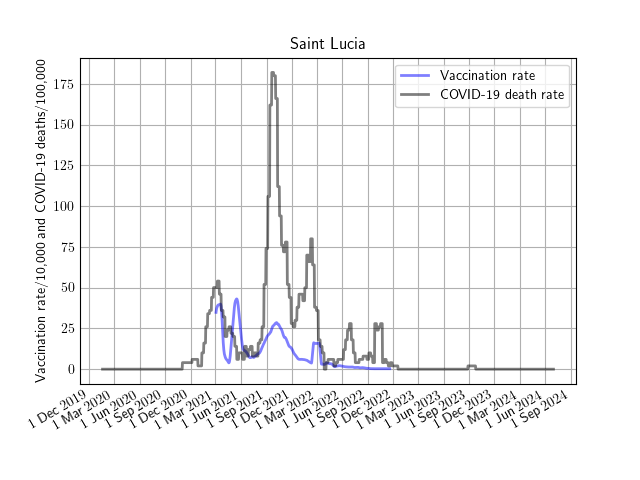 Saint Lucia
Vaccination rate
COVID-19 death rate
Vaccination rate/10,000 and COVID-19 deaths/100,000
175
150
125
100
75
50
25
0
1 Dec 2019
1 Mar 2020
1 Jun 2020
1 Sep 2020
1 Dec 2020
1 Mar 2021
1 Jun 2021
1 Sep 2021
1 Dec 2021
1 Mar 2022
1 Jun 2022
1 Sep 2022
1 Dec 2022
1 Mar 2023
1 Jun 2023
1 Sep 2023
1 Dec 2023
1 Mar 2024
1 Jun 2024
1 Sep 2024